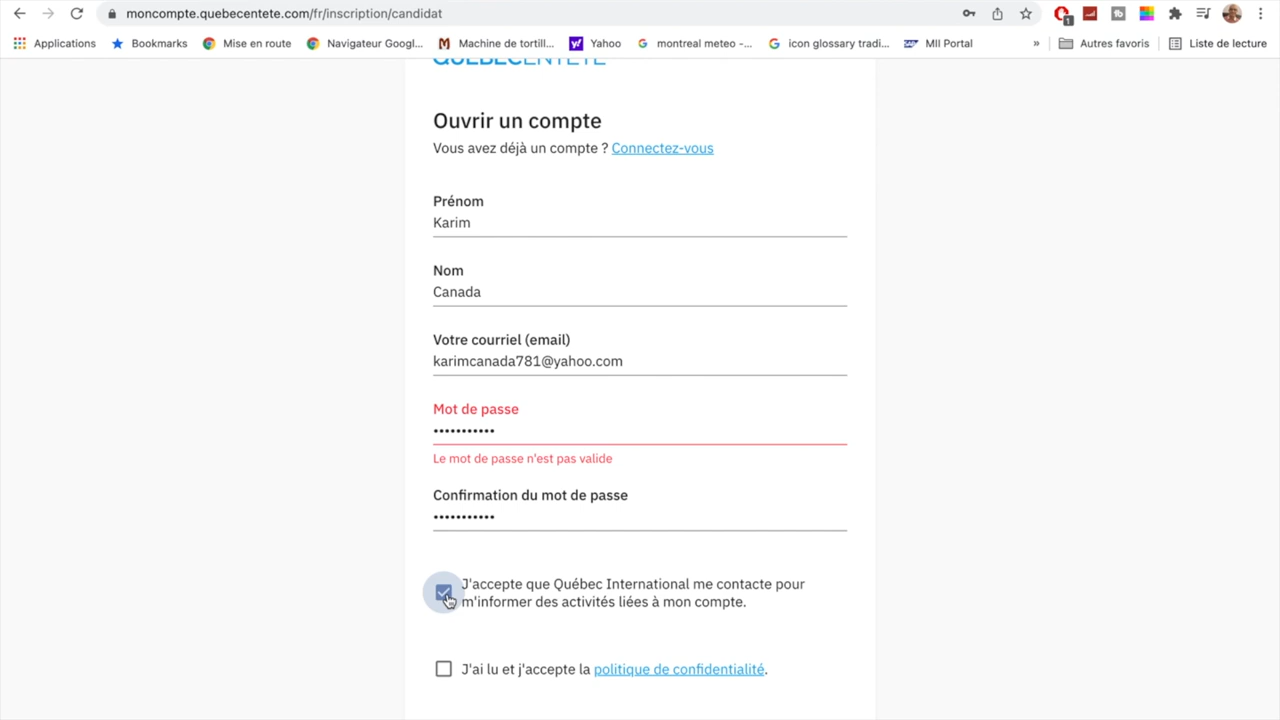 moncompte.quebecentete.com/fr/inscription/candidat
1
Applications
Bookmarks
Mise en route
Navigateur Googl...
Machine de tortill...
Yahoo
montreal meteo -...
icon glossary tradi...
MII Portal
»
Autres favoris
Liste de lecture
QUÉBECENTÊTE
Ouvrir un compte
Vous avez déjà un compte ? Connectez-vous
Prénom
Karim
Nom
Canada
Votre courriel (email)
karimcanada781@yahoo.com
Mot de passe
•••••••••••
Le mot de passe n'est pas valide
Confirmation du mot de passe
•••••••••••
J'accepte que Québec International me contacte pour
m'informer des activités liées à mon compte.
J'ai lu et j'accepte la politique de confidentialité.